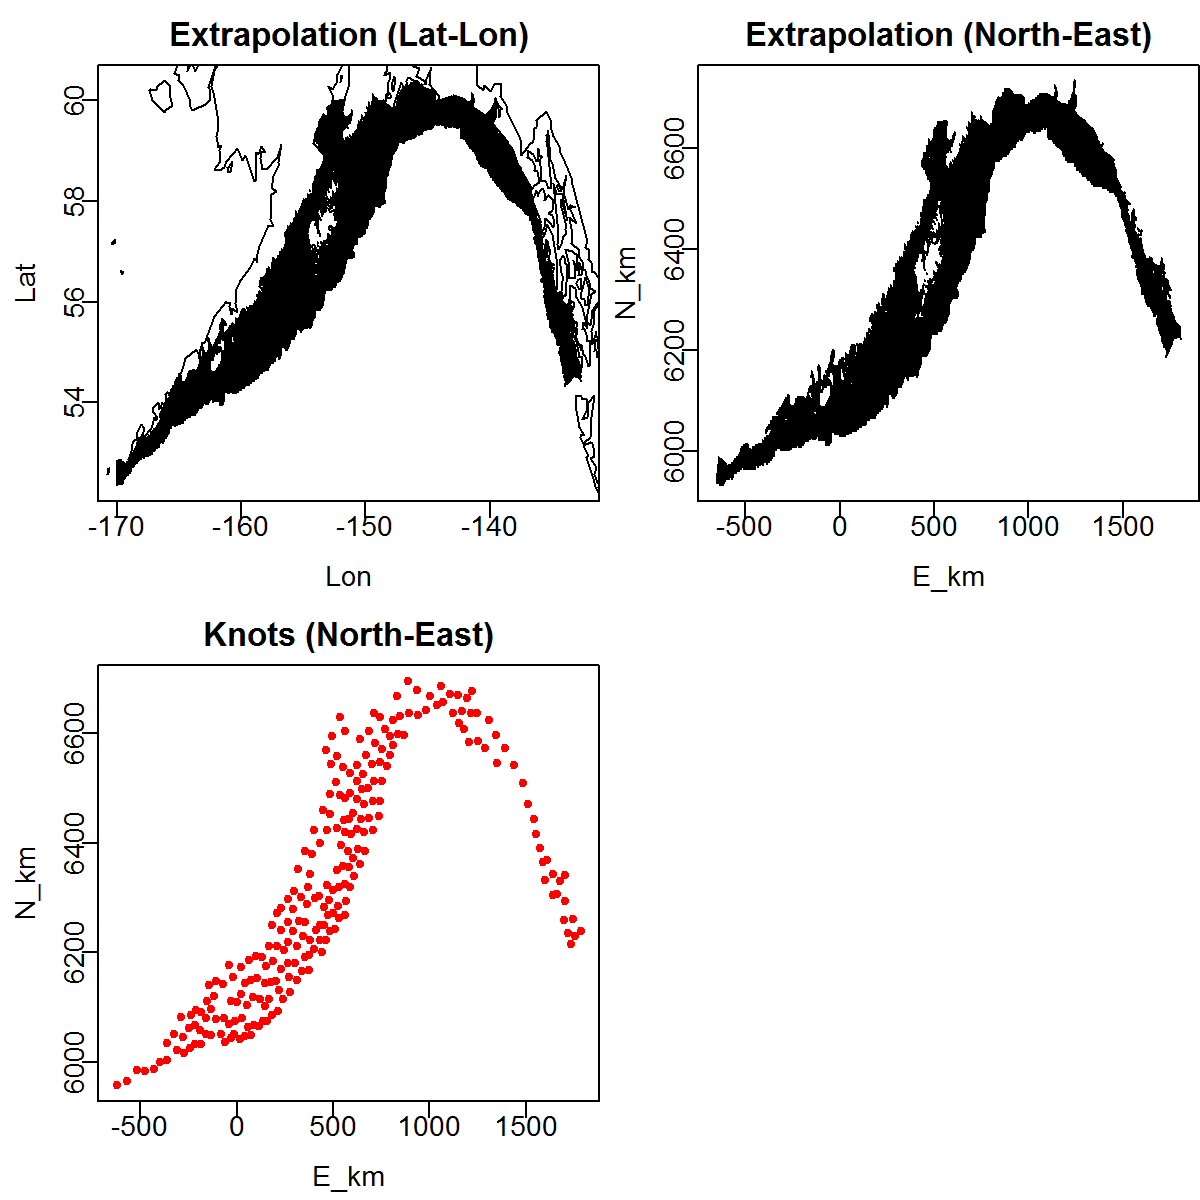 Extrapolation (Lat-Lon)
Lat
60
58
56
54
-170 -160 -150 -140
Lon
Extrapolation (North-East)
N_km
6600
6400
6200
6000
-500 0 500 1000 1500
E_km
Knots (North-East)
N_km
6600
6400
6200
6000
-500 0 500 1000 1500
E_km